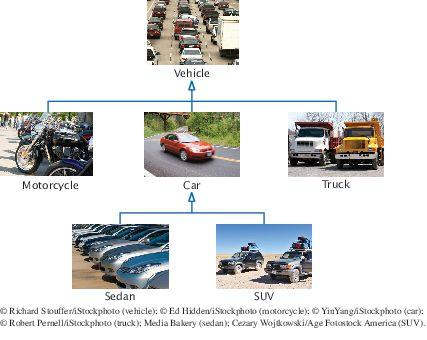 Vehicle
Motorcycle
Car
Truck
Sedan
SUV
© Richard Stouffer/iStockphoto (vehicle); © Ed Hidden/iStockphoto (motorcycle); © YinYang/iStockphoto (car);
© Robert Pernell/iStockphoto (truck); Media Bakery (sedan); Cezary Wojtkowski/Age Fotostock America (SUV).